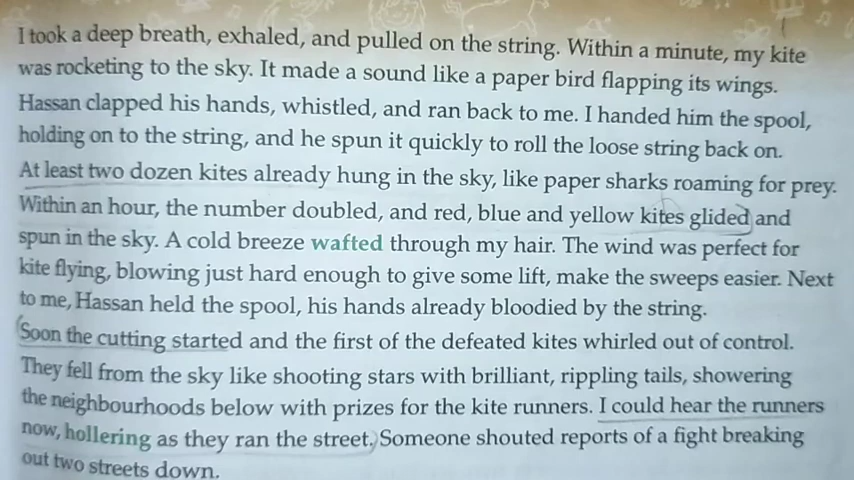 I took a deep breath, exhaled, and pulled on the string. Within a minute, my kite
was rocketing to the sky. It made a sound like a paper bird flapping its wings.
Hassan clapped his hands, whistled, and ran back to me. I handed him the spool,
holding on to the string, and he spun it quickly to roll the loose string back on.
At least two dozen kites already hung in the sky, like paper sharks roaming for prey.
Within an hour, the number doubled, and red, blue and yellow kites glided and
spun in the sky. A cold breeze wafted through my hair. The wind was perfect for
kite flying, blowing just hard enough to give some lift, make the sweeps easier. Next
to me, Hassan held the spool, his hands already bloodied by the string.
Soon the cutting started and the first of the defeated kites whirled out of control.
They fell from the sky like shooting stars with brilliant, rippling tails, showering
the neighbourhoods below with prizes for the kite runners. I could hear the runners
now, hollering as they ran the street. Someone shouted reports of a fight breaking
out two streets down.